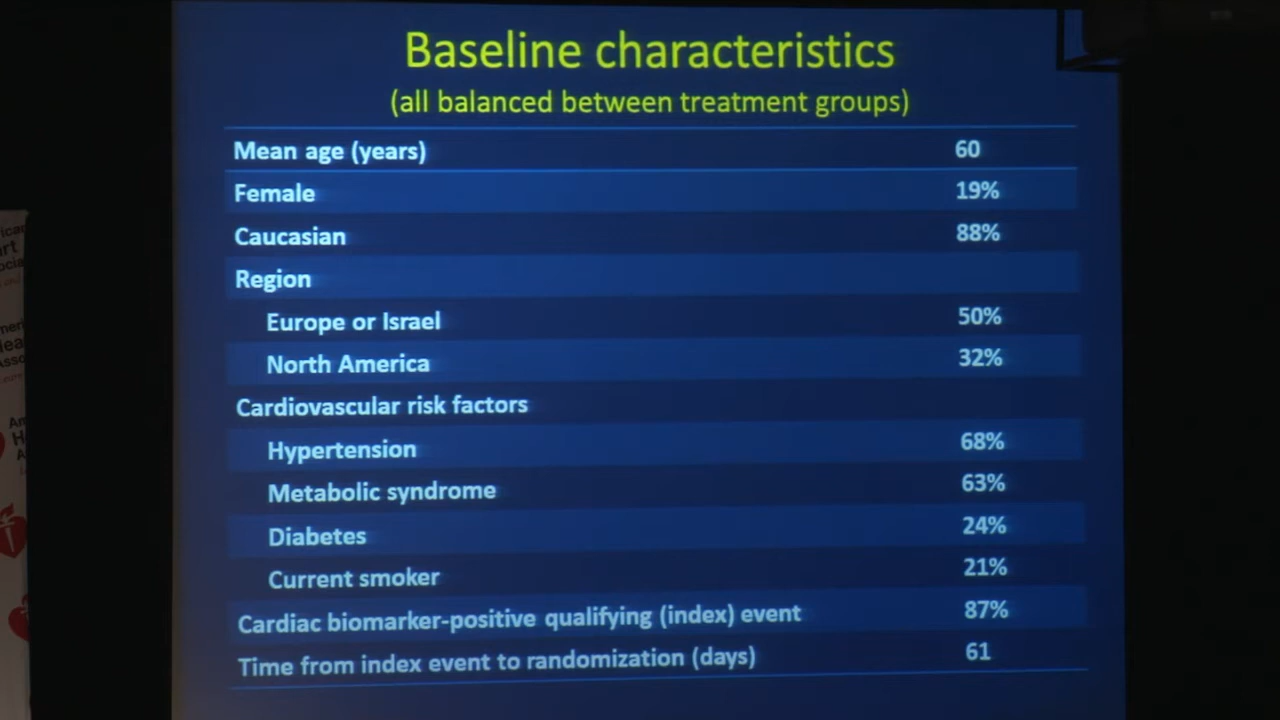 Baseline characteristics
(all balanced between treatment groups)
Mean age (years) 60
Female 19%
Caucasian 88%
Region
Europe or Israel 50%
North America 32%
Cardiovascular risk factors
Hypertension 68%
Metabolic syndrome 63%
Diabetes 24%
Current smoker 21%
Cardiac biomarker-positive qualifying (index) event 87%
Time from index event to randomization (days) 61